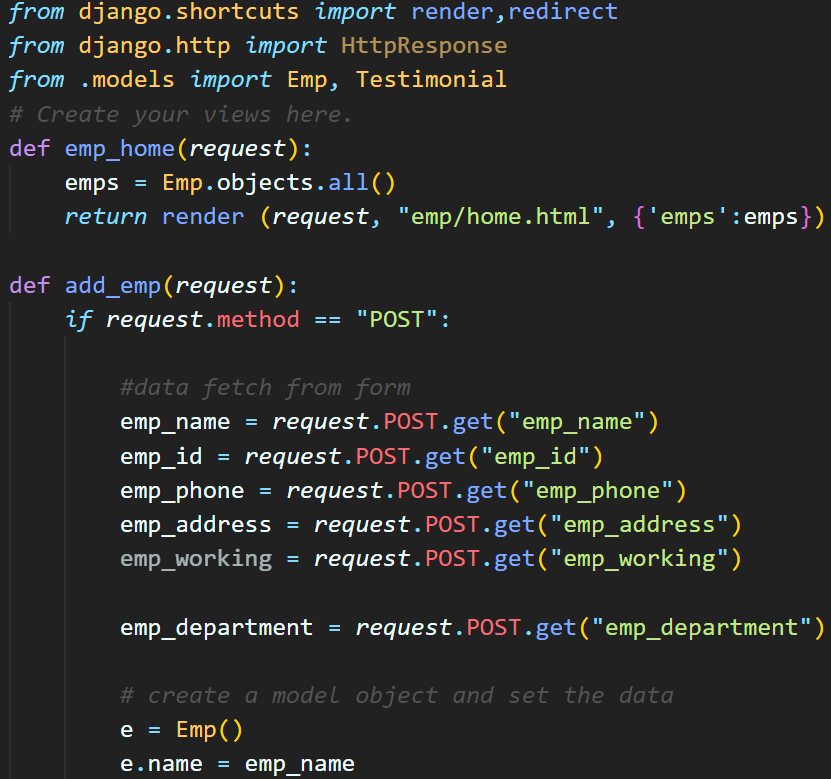 from django.shortcuts import render,redirect
from django.http import HttpResponse
from .models import Emp, Testimonial
# Create your views here.
def emp_home(request):
    emps = Emp.objects.all()
    return render (request, "emp/home.html", {'emps':emps})

def add_emp(request):
    if request.method == "POST":

        #data fetch from form
        emp_name = request.POST.get("emp_name")
        emp_id = request.POST.get("emp_id")
        emp_phone = request.POST.get("emp_phone")
        emp_address = request.POST.get("emp_address")
        emp_working = request.POST.get("emp_working")

        emp_department = request.POST.get("emp_department")

        # create a model object and set the data
        e = Emp()
        e.name = emp_name